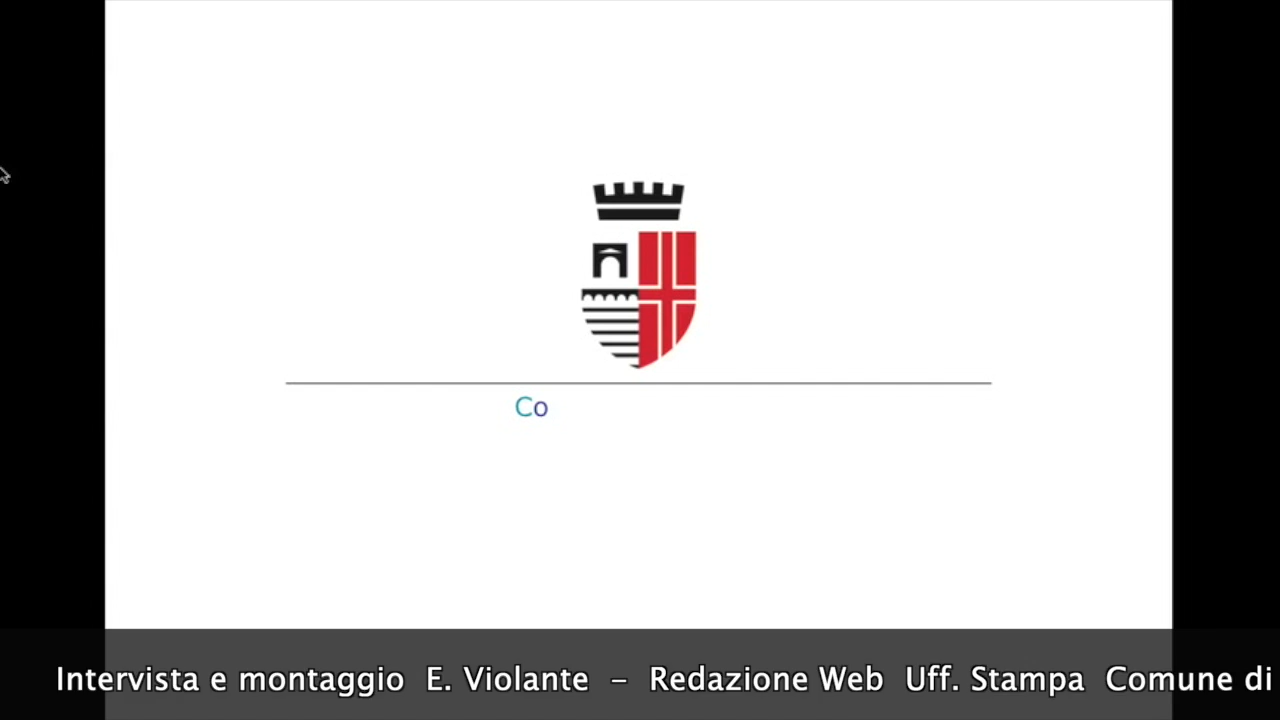 Co
Intervista e montaggio E. Violante – Redazione Web Uff. Stampa Comune di